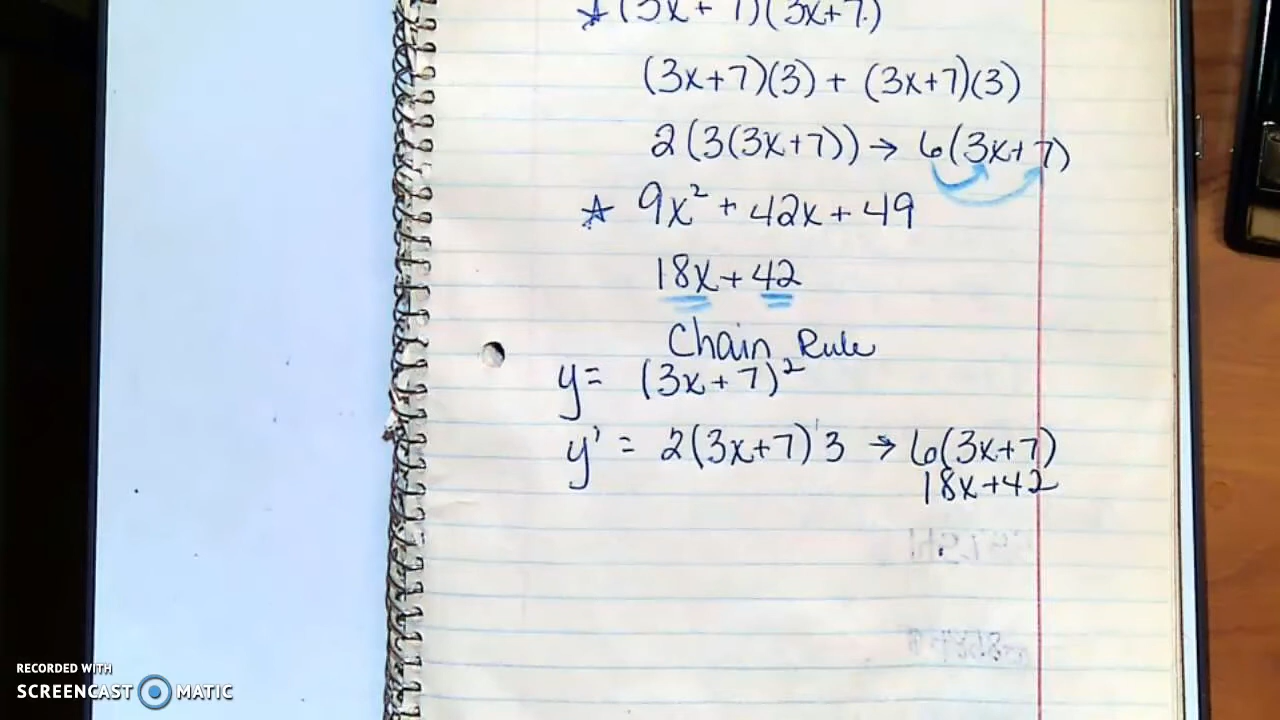 ☆ (3x + 7)(3x+7)
(3x+7)(3) + (3x+7)(3)
2(3(3x+7)) → 6(3x+7)
☆ 9x² + 42x + 49
18x + 42
Chain Rule
y = (3x+7)²
y' = 2(3x+7)¹3 → 6(3x+7)
18x+42
RECORDED WITH
SCREENCAST MATIC